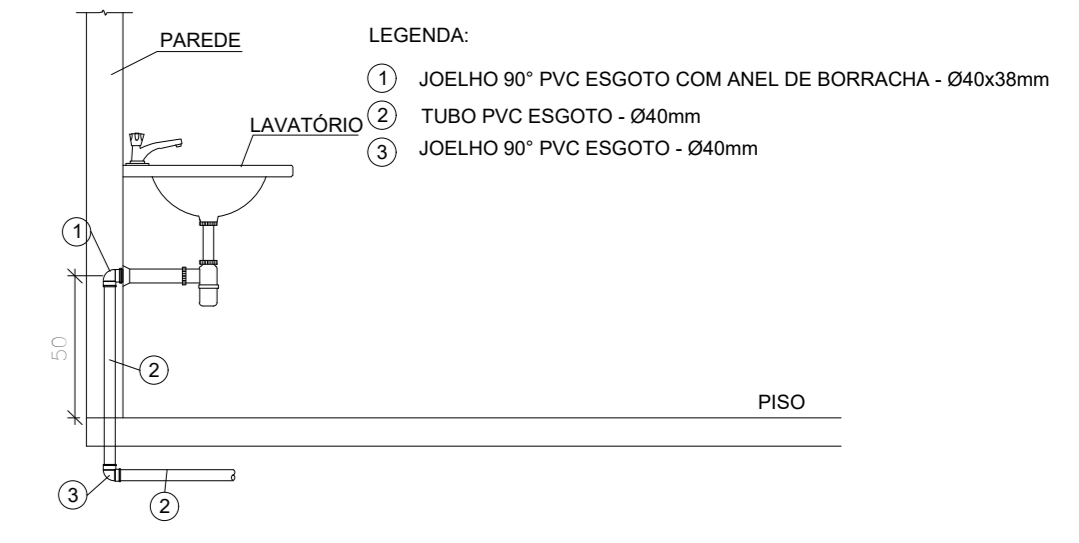 PAREDE
LEGENDA:
1 JOELHO 90° PVC ESGOTO COM ANEL DE BORRACHA - Ø40x38mm
LAVATÓRIO
2 TUBO PVC ESGOTO - Ø40mm
3 JOELHO 90° PVC ESGOTO - Ø40mm
1
50
2
PISO
3
2